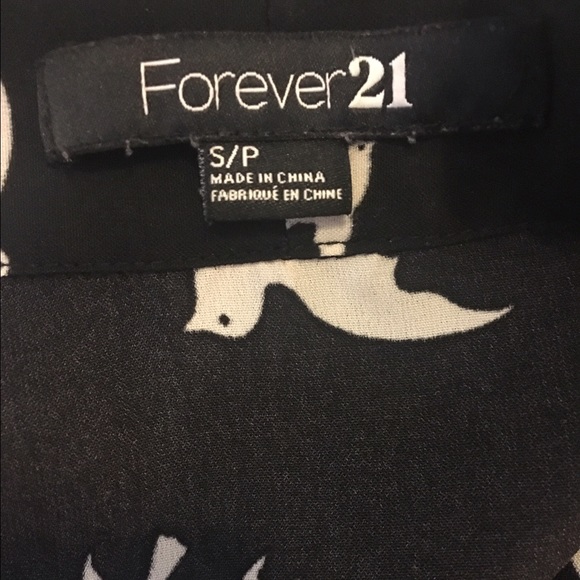 Forever21
S/P
MADE IN CHINA
FABRIQUÉ EN CHINE